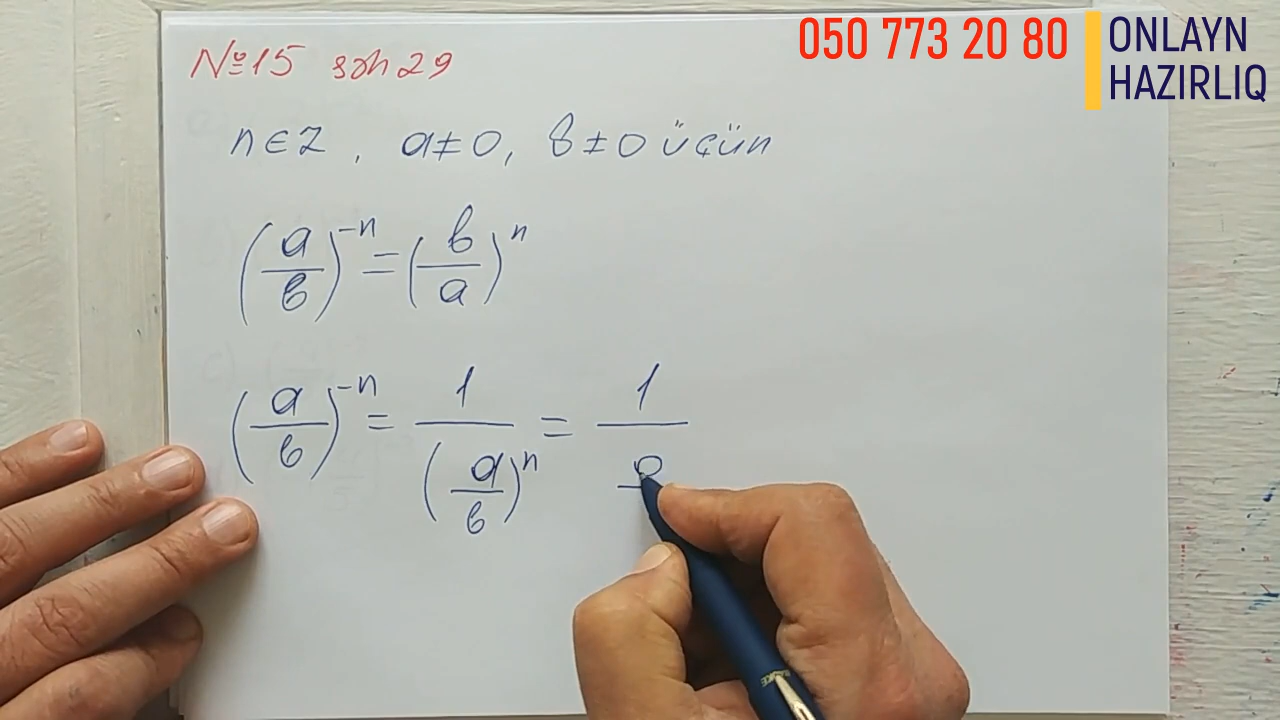 050 773 20 80
ONLAYN
HAZIRLIQ
№15 səh 29
n∈Z, a≠0, b≠0 üçün
(a/b)^-n = (b/a)^n
(a/b)^-n = 1/(a/b)^n = 1/